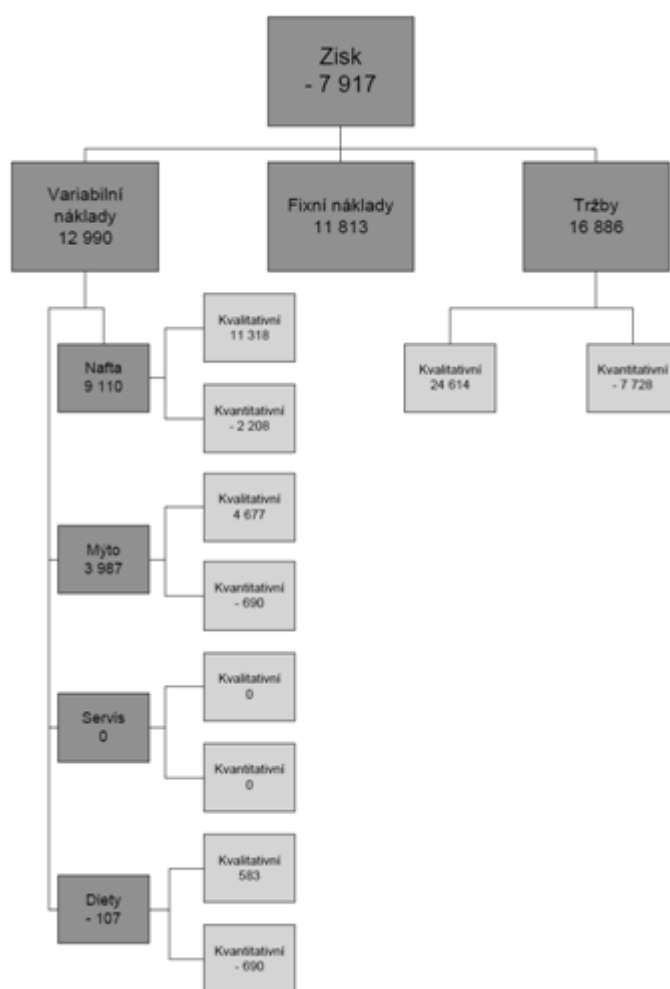 Zisk
- 7 917
Variabilní
náklady
12 990
Fixní náklady
11 813
Tržby
16 886
Nafta
9 110
Kvalitativní
11 318
Kvantitativní
- 2 208
Kvalitativní
24 614
Kvantitativní
- 7 728
Mýto
3 987
Kvalitativní
4 677
Kvantitativní
- 690
Servis
0
Kvalitativní
0
Kvantitativní
0
Diety
- 107
Kvalitativní
583
Kvantitativní
- 690